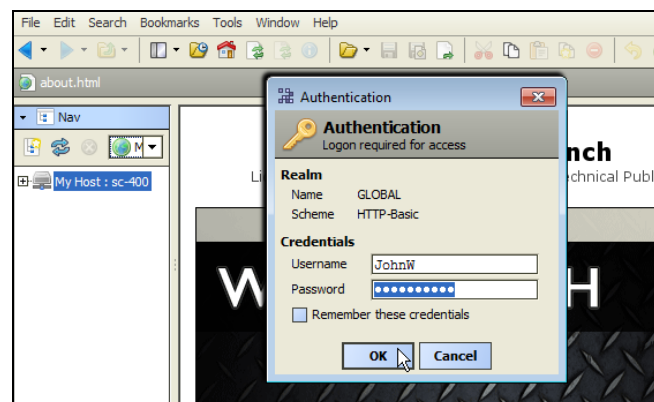 File Edit Search Bookmarks Tools Window Help
about.html
Nav
M
My Host : sc-400
Authentication
Authentication
Logon required for access
Realm
Name GLOBAL
Scheme HTTP-Basic
Credentials
Username JohnW
Password ●●●●●●●●●●
Remember these credentials
OK Cancel
nch
Li
chnical Publ
W
H